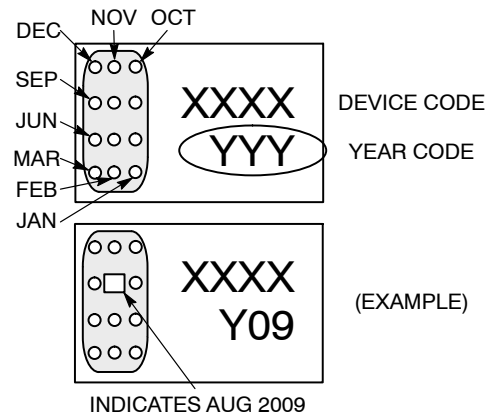 NOV OCT
DEC
SEP
XXXX DEVICE CODE
JUN
YYY YEAR CODE
MAR
FEB
JAN
XXXX
(EXAMPLE)
Y09
INDICATES AUG 2009